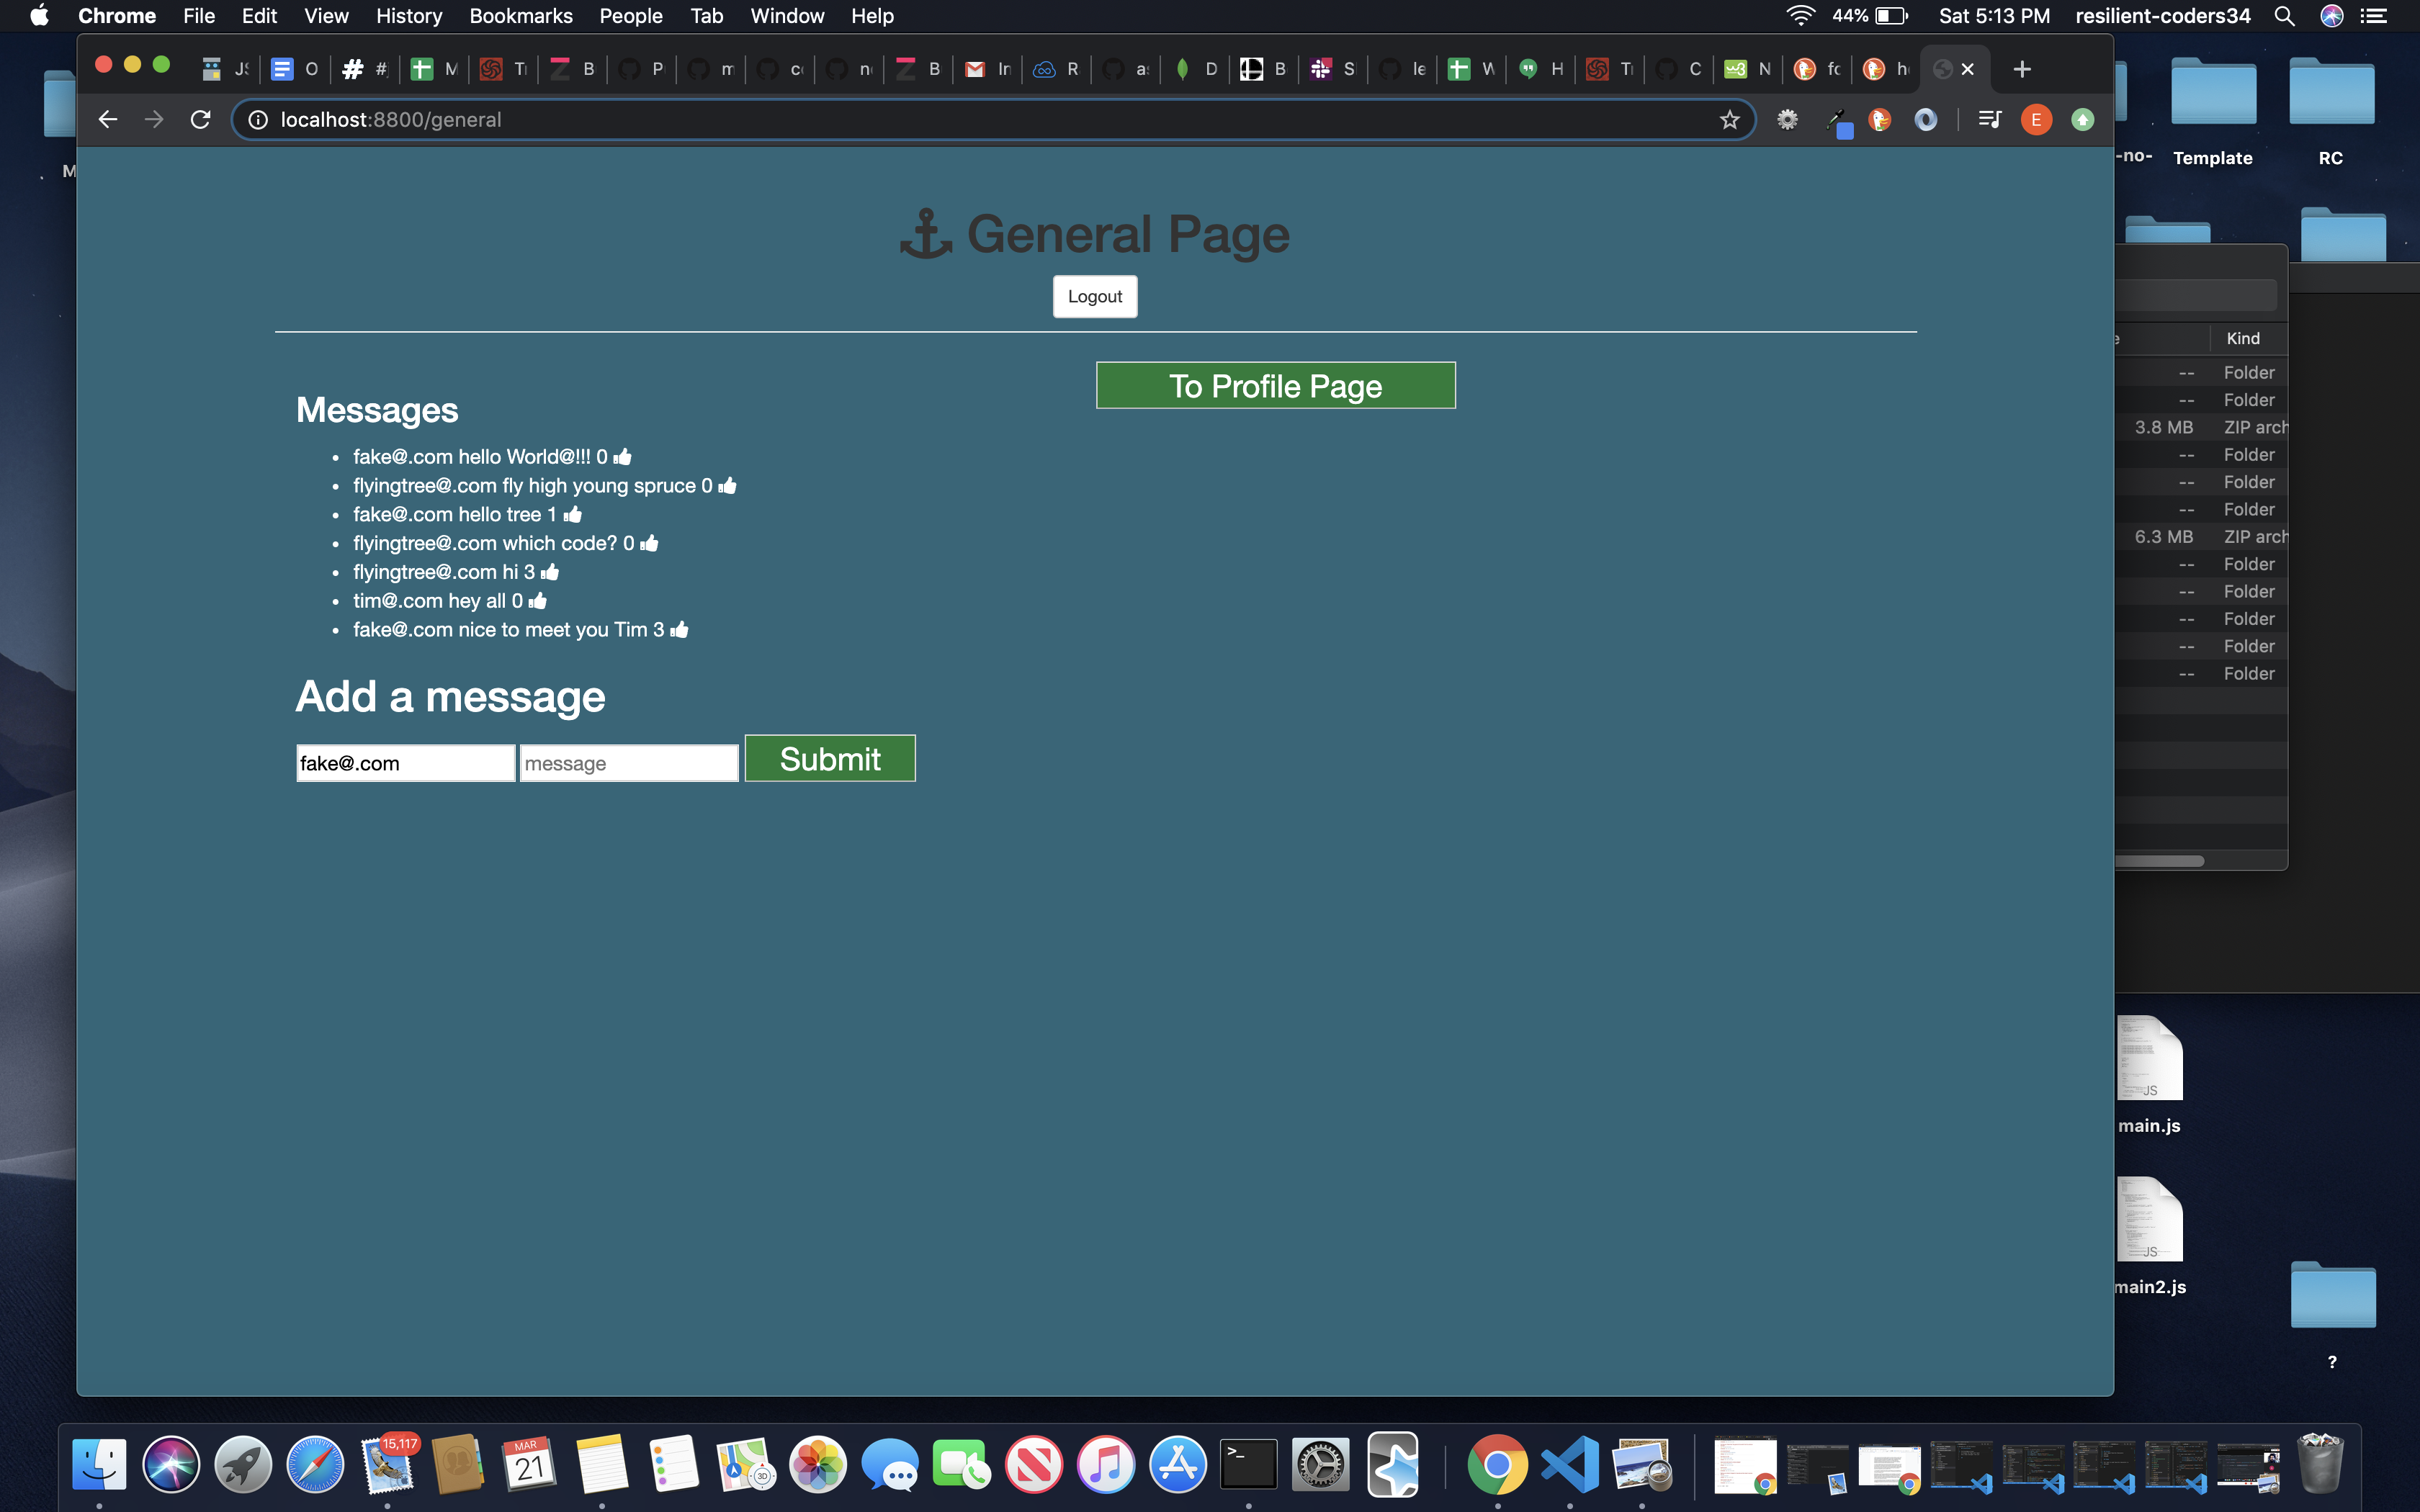 Chrome File Edit View History Bookmarks People Tab Window Help 44% Sat 5:13 PM resilient-coders34
JS O # M Ti B P m c n B In R a D B S le W H Ti C N fo h
localhost:8800/general
General Page
Logout
To Profile Page
Messages
fake@.com hello World@!!! 0
flyingtree@.com fly high young spruce 0
fake@.com hello tree 1
flyingtree@.com which code? 0
flyingtree@.com hi 3
tim@.com hey all 0
fake@.com nice to meet you Tim 3
Add a message
fake@.com message Submit
-no- Template RC
M
Kind
-- Folder
-- Folder
3.8 MB ZIP arch
-- Folder
-- Folder
-- Folder
6.3 MB ZIP arch
-- Folder
-- Folder
-- Folder
-- Folder
-- Folder
JS
main.js
JS
main2.js
?
15,117
MAR
21
3D